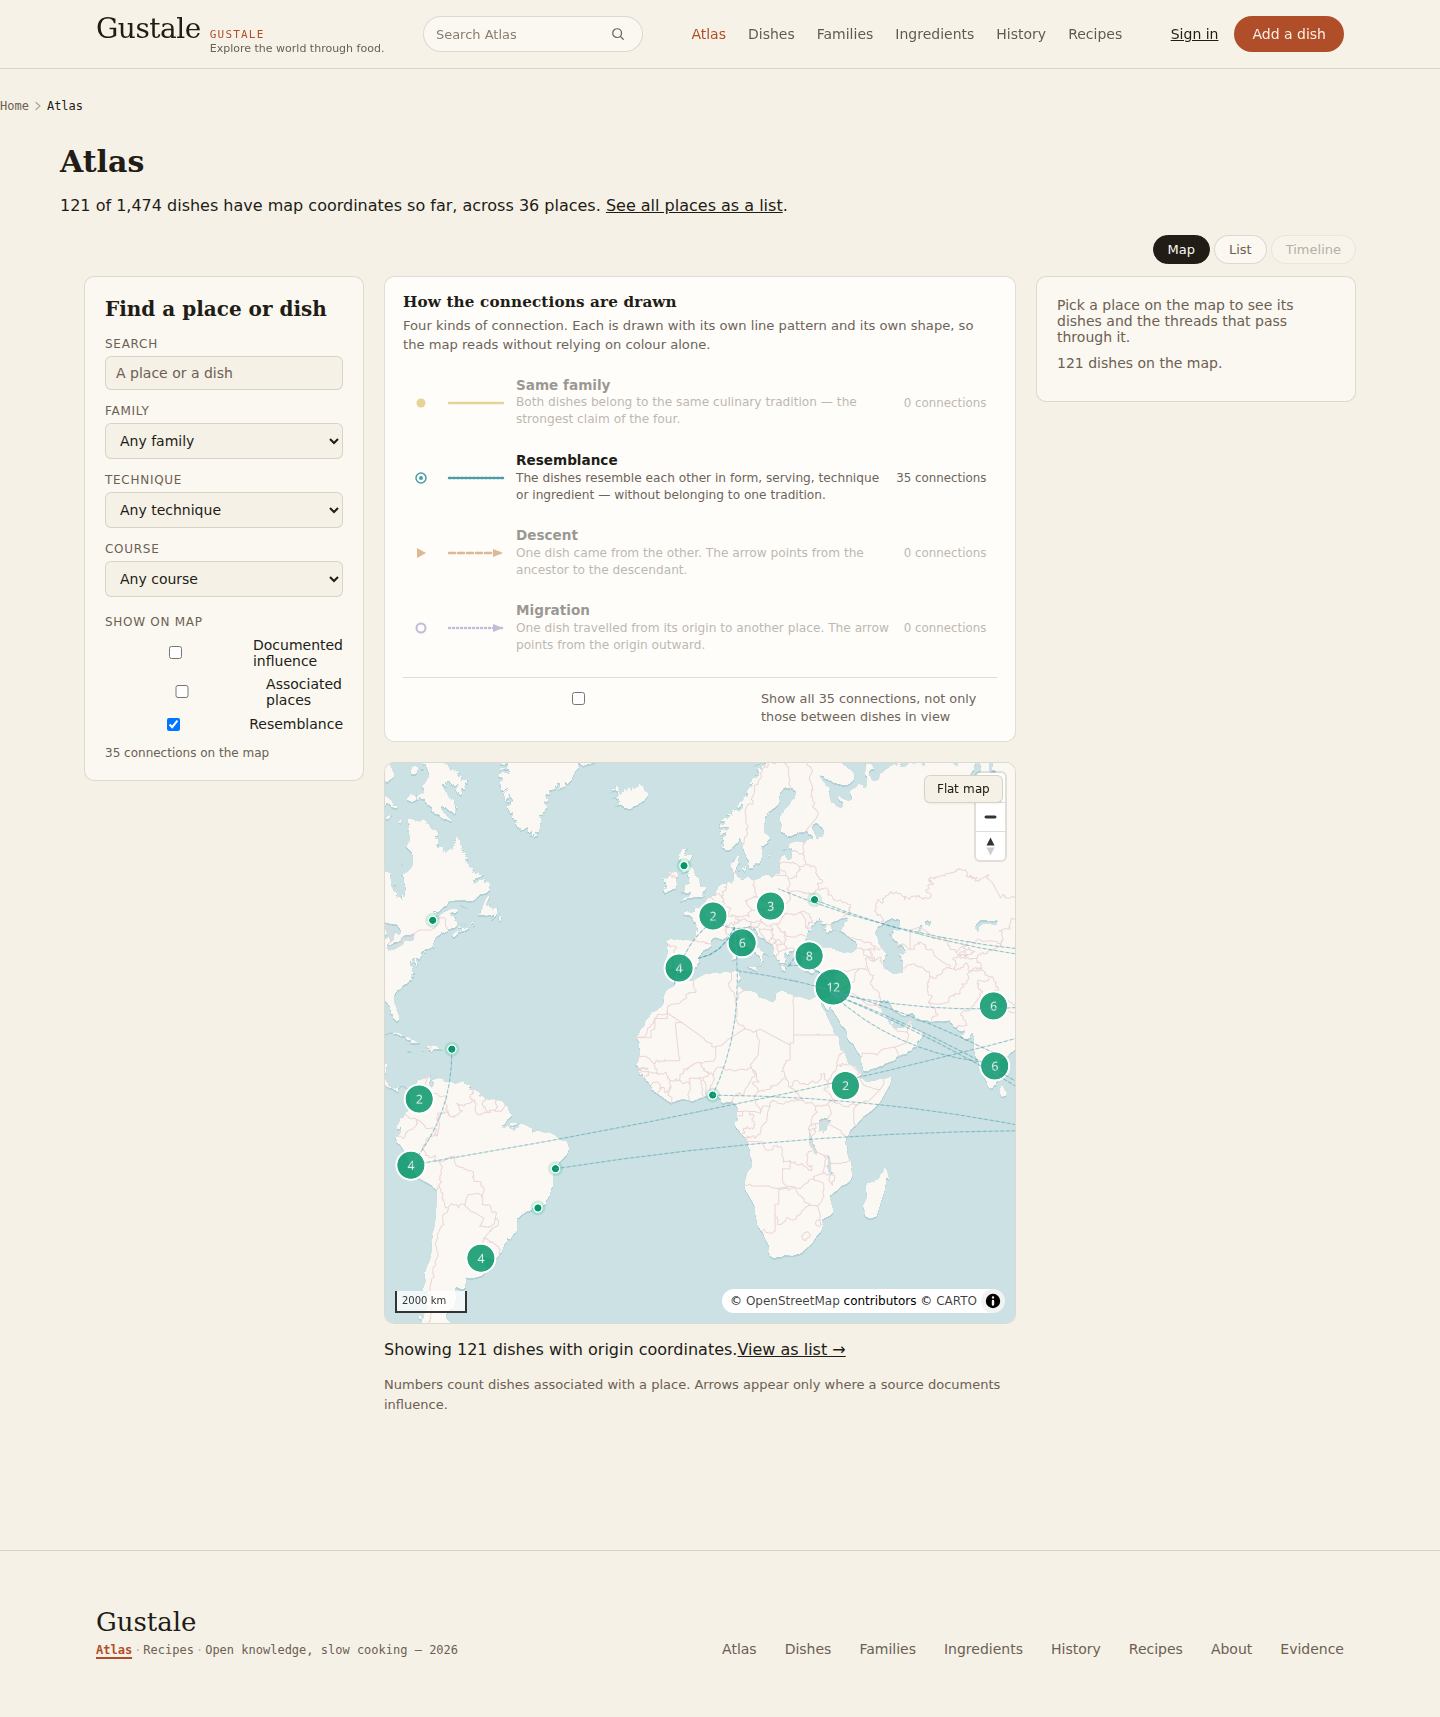 Gustale
GUSTALE
Explore the world through food.
Search Atlas
Atlas
Dishes
Families
Ingredients
History
Recipes
Sign in
Add a dish
Home > Atlas
Atlas
121 of 1,474 dishes have map coordinates so far, across 36 places. See all places as a list.
Map
List
Timeline
Find a place or dish
SEARCH
A place or a dish
FAMILY
Any family
TECHNIQUE
Any technique
COURSE
Any course
SHOW ON MAP
Documented
influence
Associated
places
Resemblance
35 connections on the map
How the connections are drawn
Four kinds of connection. Each is drawn with its own line pattern and its own shape, so
the map reads without relying on colour alone.
Same family
Both dishes belong to the same culinary tradition — the
strongest claim of the four.
0 connections
Resemblance
The dishes resemble each other in form, serving, technique
or ingredient — without belonging to one tradition.
35 connections
Descent
One dish came from the other. The arrow points from the
ancestor to the descendant.
0 connections
Migration
One dish travelled from its origin to another place. The arrow
points from the origin outward.
0 connections
Show all 35 connections, not only
those between dishes in view
Pick a place on the map to see its
dishes and the threads that pass
through it.
121 dishes on the map.
Flat map
2
3
6
8
4
12
6
6
2
2
4
4
2000 km
© OpenStreetMap contributors © CARTO
Showing 121 dishes with origin coordinates.View as list →
Numbers count dishes associated with a place. Arrows appear only where a source documents
influence.
Gustale
Atlas · Recipes · Open knowledge, slow cooking — 2026
Atlas
Dishes
Families
Ingredients
History
Recipes
About
Evidence